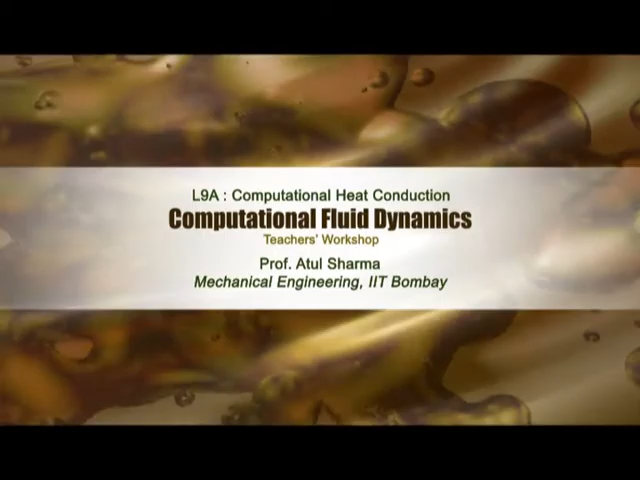 L9A : Computational Heat Conduction
Computational Fluid Dynamics
Teachers' Workshop
Prof. Atul Sharma
Mechanical Engineering, IIT Bombay